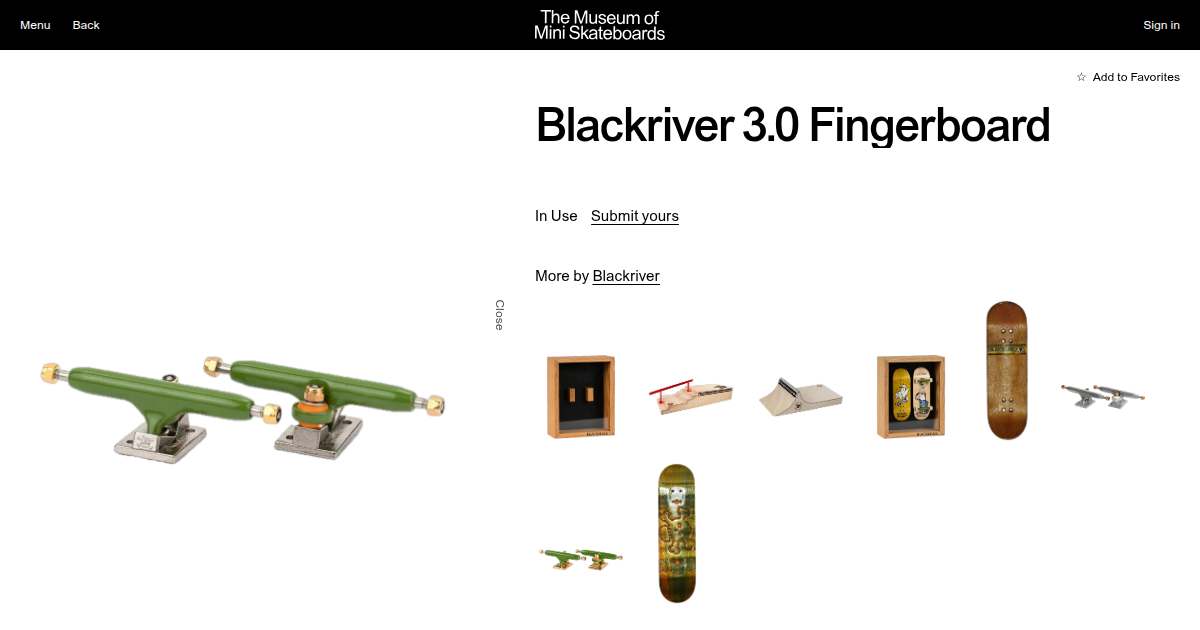 Menu
Back
The Museum of
Mini Skateboards
Sign in
☆ Add to Favorites
Blackriver 3.0 Fingerboard
In Use Submit yours
More by Blackriver
Close